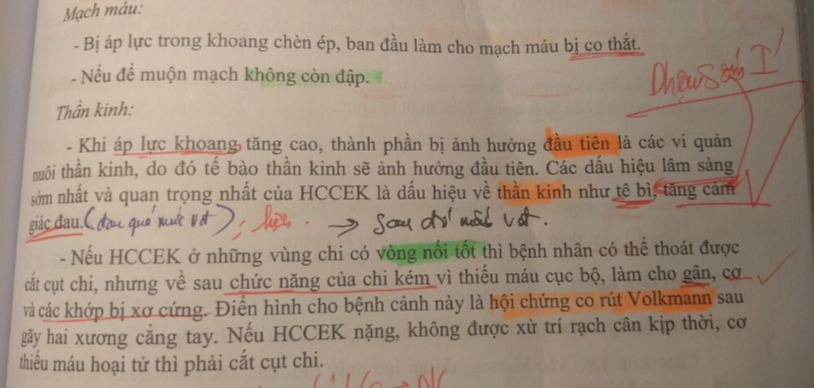 Mạch máu:
- Bị áp lực trong khoang chèn ép, ban đầu làm cho mạch máu bị co thắt.
- Nếu để muộn mạch không còn đập.
Thần kinh:
- Khi áp lực khoang tăng cao, thành phần bị ảnh hưởng đầu tiên là các vi quản
nuôi thần kinh, do đó tế bào thần kinh sẽ ảnh hưởng đầu tiên. Các dấu hiệu lâm sàng
sớm nhất và quan trọng nhất của HCCEK là dấu hiệu về thần kinh như tê bì, tăng cảm
giác đau. (đau quá mức → sau đó mất
- Nếu HCCEK ở những vùng chi có vòng nối tốt thì bệnh nhân có thể thoát được
cắt cụt chi, nhưng về sau chức năng của chi kém vì thiếu máu cục bộ, làm cho gân, cơ
và các khớp bị xơ cứng. Điển hình cho bệnh cảnh này là hội chứng co rút Volkmann sau
gãy hai xương cẳng tay. Nếu HCCEK nặng, không được xử trí rạch cân kịp thời, cơ
thiếu máu hoại tử thì phải cắt cụt chi.